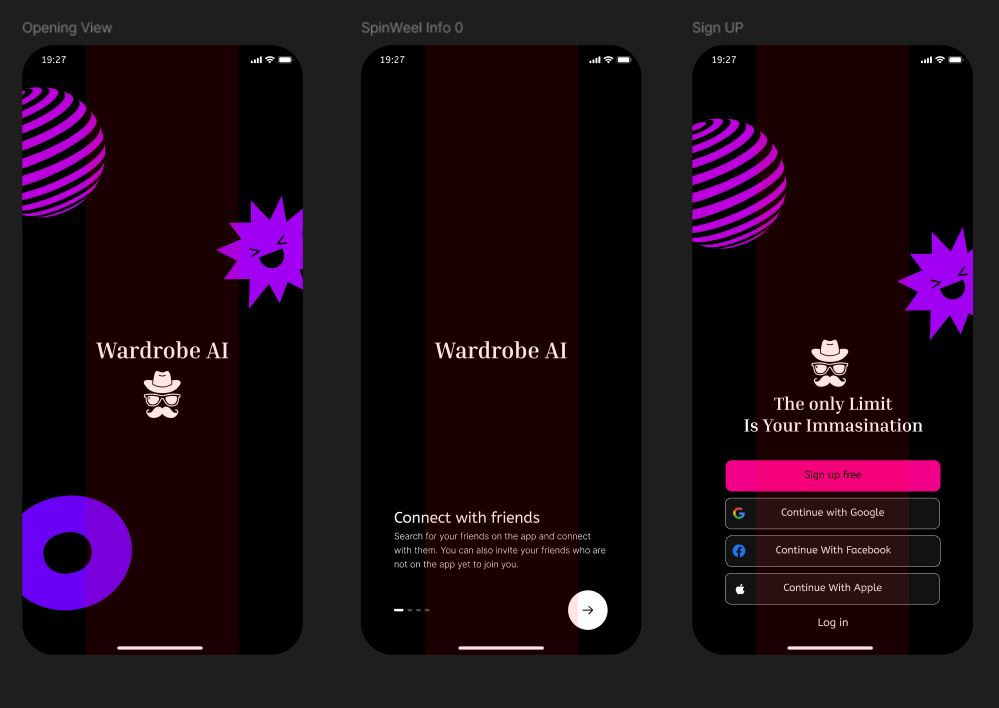 Opening View
19:27
Wardrobe AI
SpinWeel Info 0
19:27
Wardrobe AI
Connect with friends
Search for your friends on the app and connect
with them. You can also invite your friends who are
not on the app yet to join you.
Sign UP
19:27
The only Limit
Is Your Immasination
Sign up free
Continue with Google
Continue With Facebook
Continue With Apple
Log in